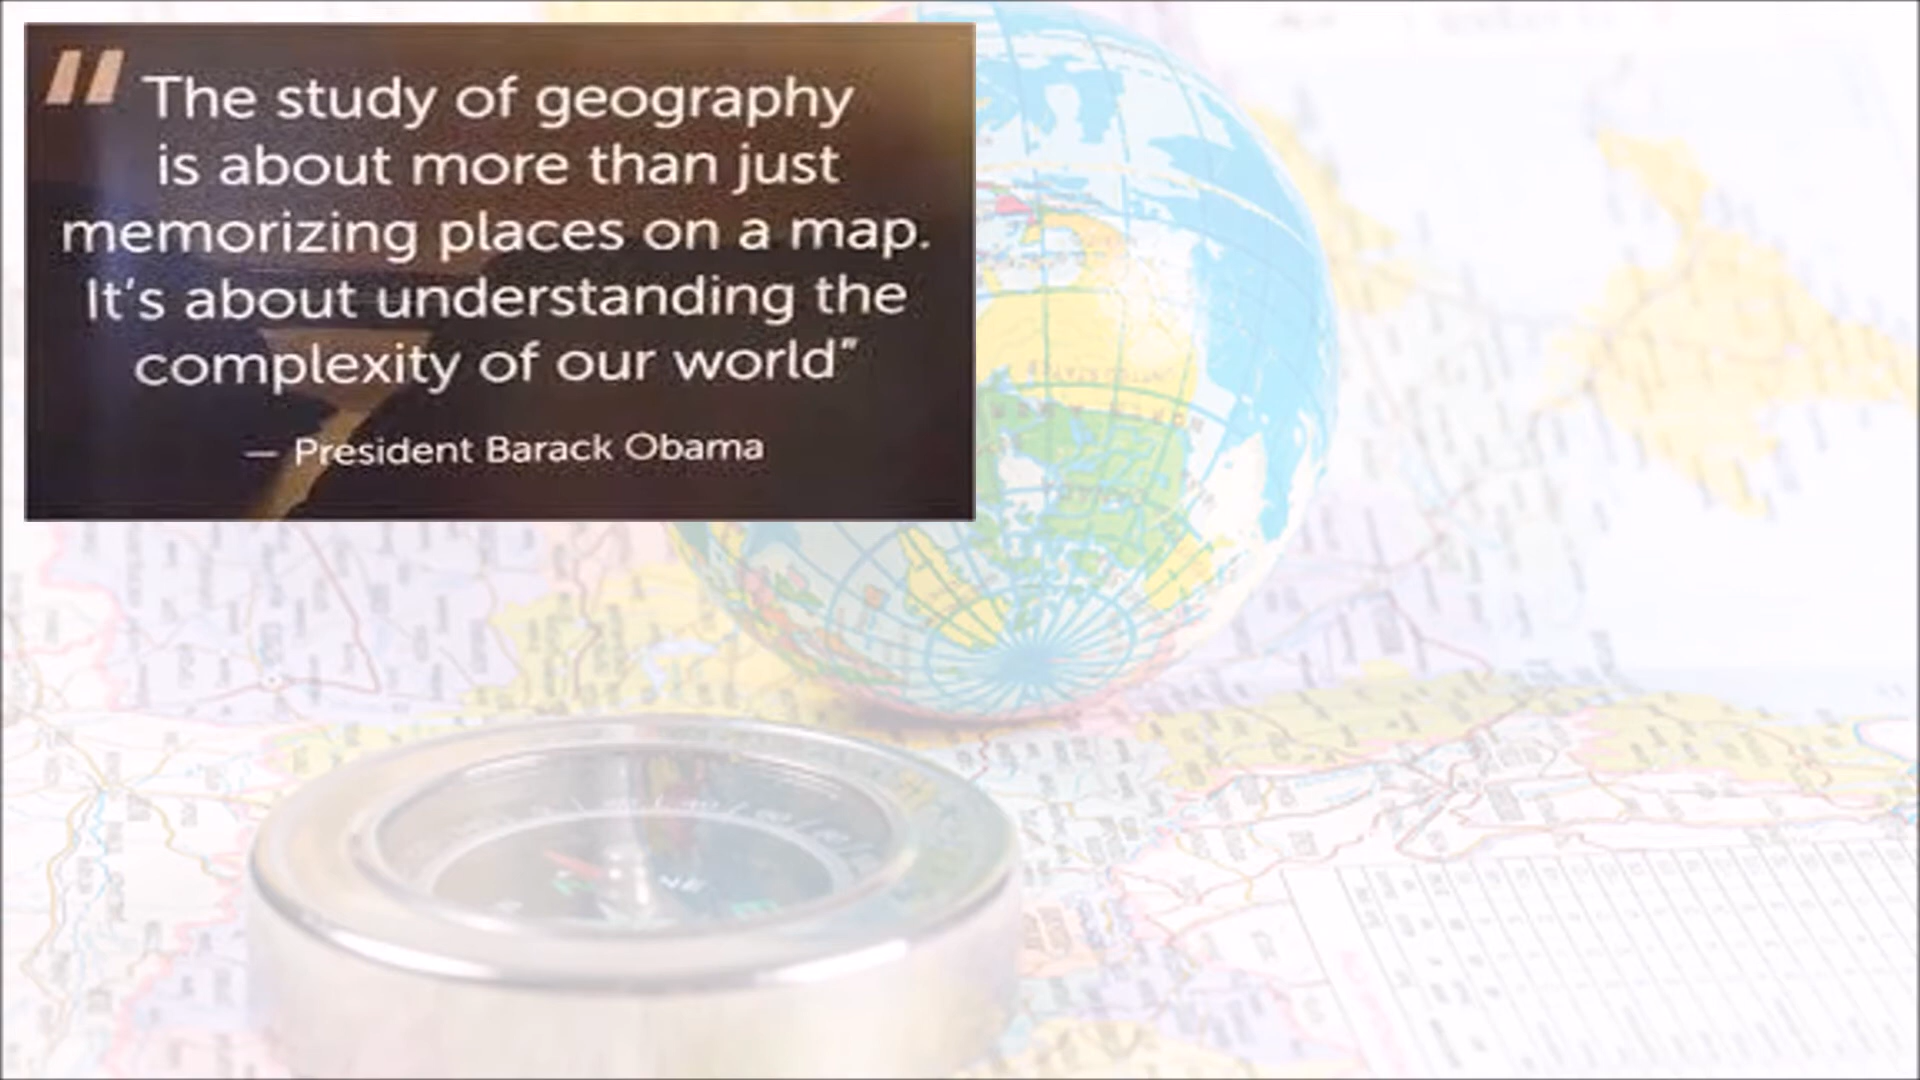 " The study of geography
is about more than just
memorizing places on a map.
It's about understanding the
complexity of our world"
– President Barack Obama